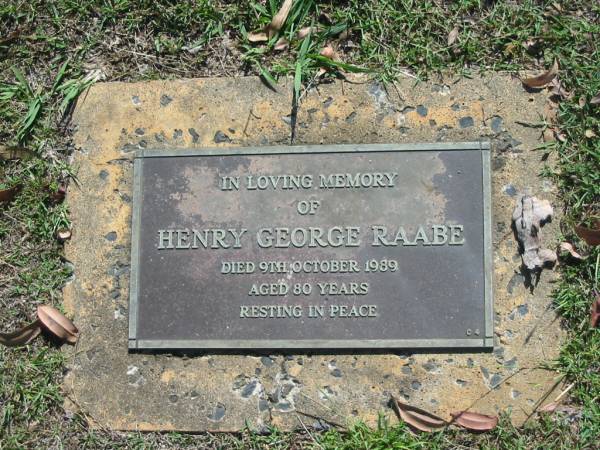 IN LOVING MEMORY
OF
HENRY GEORGE RAABE
DIED 9TH OCTOBER 1989
AGED 80 YEARS
RESTING IN PEACE